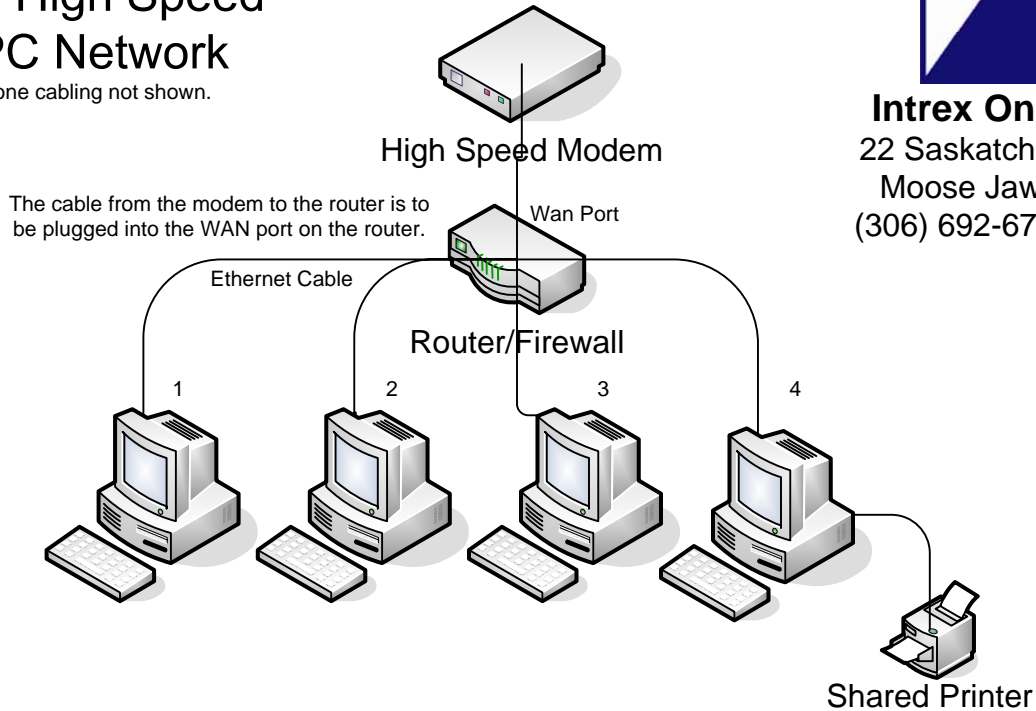 High Speed
PC Network
one cabling not shown.
High Speed Modem
Intrex On
22 Saskatch
Moose Jaw
(306) 692-67
The cable from the modem to the router is to
be plugged into the WAN port on the router.
Wan Port
Ethernet Cable
Router/Firewall
1
2
3
4
Shared Printer